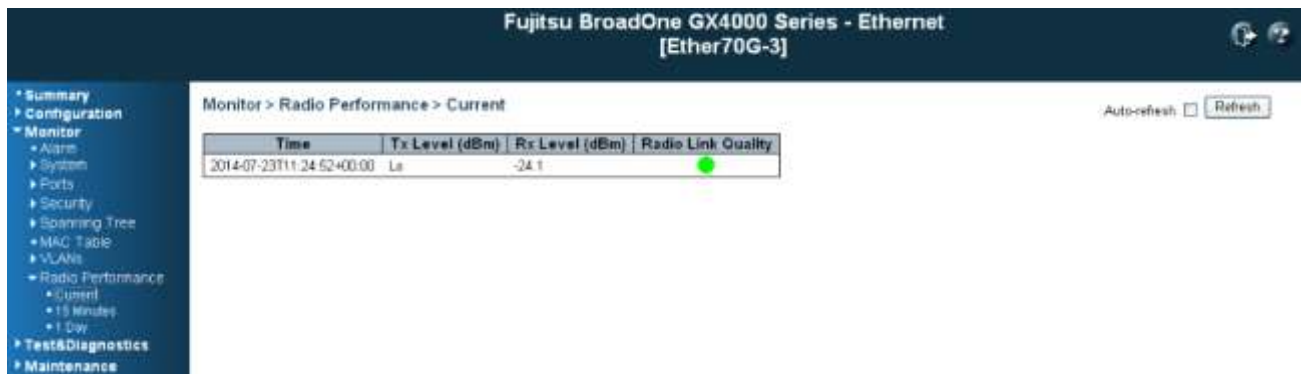 Fujitsu BroadOne GX4000 Series - Ethernet
[Ether70G-3]
Summary
Configuration
Monitor
Alarm
System
Ports
Security
Spanning Tree
MAC Table
VLANs
Radio Performance
Current
15 Minutes
1 Day
Test&Diagnostics
Maintenance
Monitor > Radio Performance > Current
Auto-refresh Refresh
Time Tx Level (dBm) Rx Level (dBm) Radio Link Quality
2014-07-23T11:24:52+00:00 -24.1